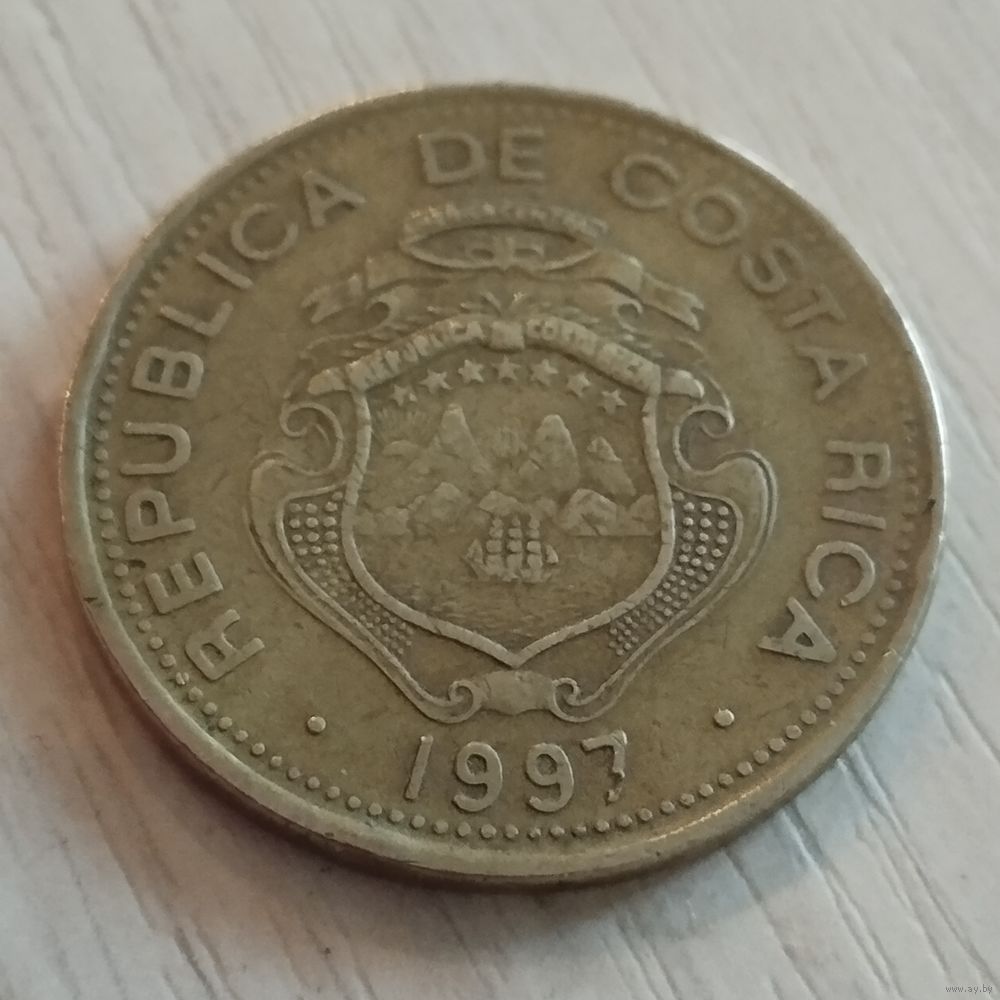 REPUBLICA DE COSTA RICA
REPUBLICA DE COSTA RICA
· 1997 ·
www.ay.by